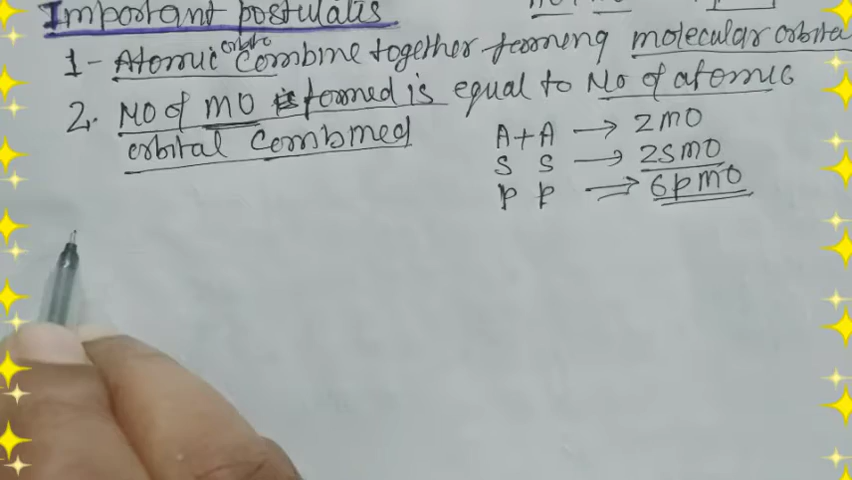 Important postulates
1- Atomic orbital Combine together forming molecular orbita
2. NO of MO formed is equal to No of atomic
orbital Combined
A+A → 2MO
S S → 2SMO
p p ⇒ 6pMO